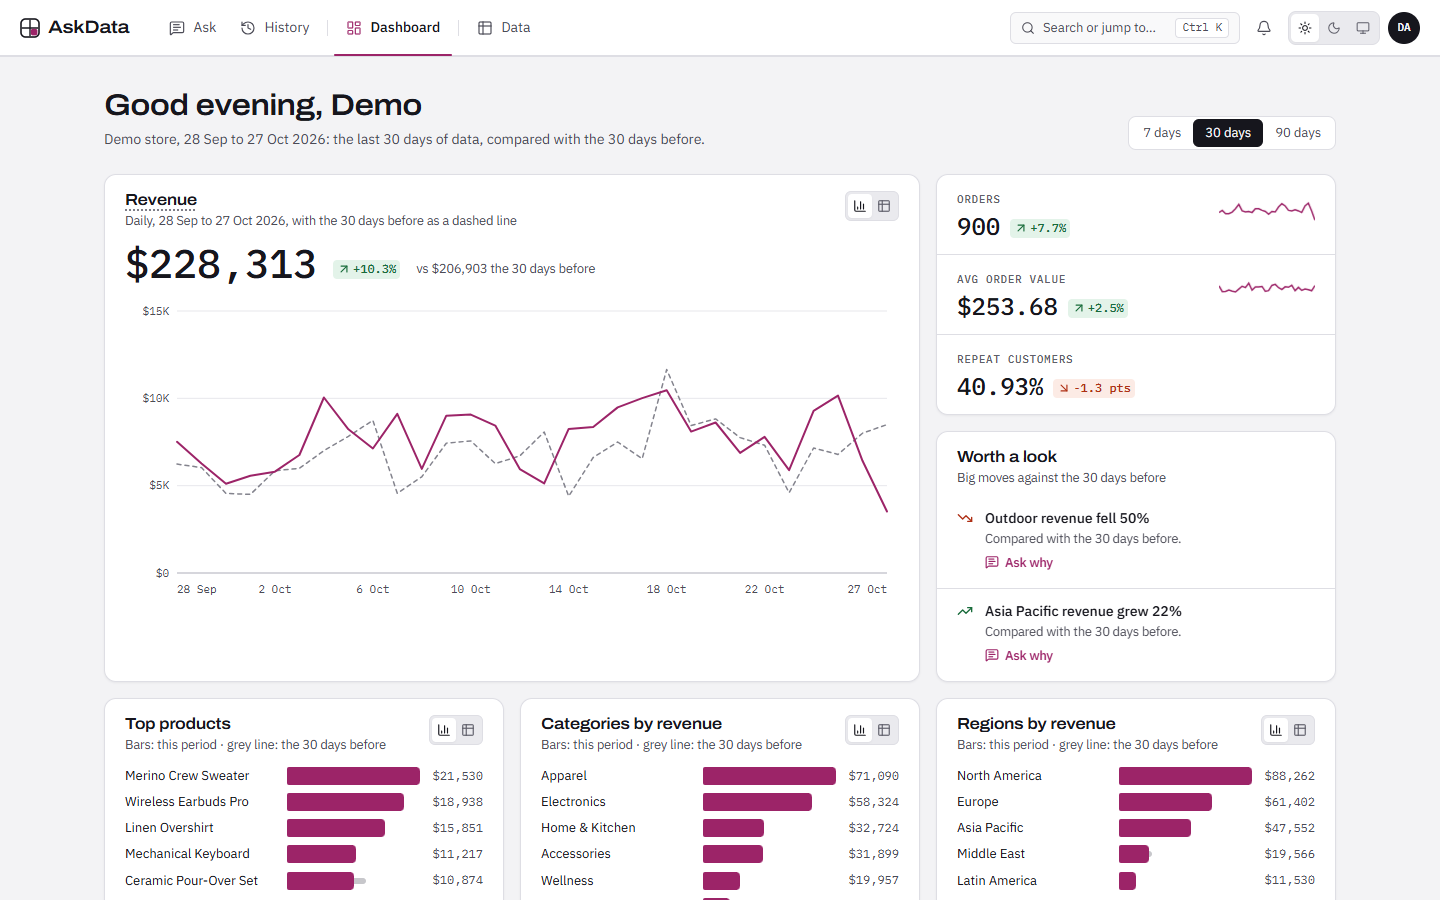 AskData
Ask
History
Dashboard
Data
Search or jump to...
Ctrl K
DA
Good evening, Demo
Demo store, 28 Sep to 27 Oct 2026: the last 30 days of data, compared with the 30 days before.
7 days
30 days
90 days
Revenue
Daily, 28 Sep to 27 Oct 2026, with the 30 days before as a dashed line
$228,313
+10.3%
vs $206,903 the 30 days before
$15K
$10K
$5K
$0
28 Sep
2 Oct
6 Oct
10 Oct
14 Oct
18 Oct
22 Oct
27 Oct
ORDERS
900
+7.7%
AVG ORDER VALUE
$253.68
+2.5%
REPEAT CUSTOMERS
40.93%
-1.3 pts
Worth a look
Big moves against the 30 days before
Outdoor revenue fell 50%
Compared with the 30 days before.
Ask why
Asia Pacific revenue grew 22%
Compared with the 30 days before.
Ask why
Top products
Bars: this period · grey line: the 30 days before
Merino Crew Sweater $21,530
Wireless Earbuds Pro $18,938
Linen Overshirt $15,851
Mechanical Keyboard $11,217
Ceramic Pour-Over Set $10,874
Categories by revenue
Bars: this period · grey line: the 30 days before
Apparel $71,090
Electronics $58,324
Home & Kitchen $32,724
Accessories $31,899
Wellness $19,957
Regions by revenue
Bars: this period · grey line: the 30 days before
North America $88,262
Europe $61,402
Asia Pacific $47,552
Middle East $19,566
Latin America $11,530